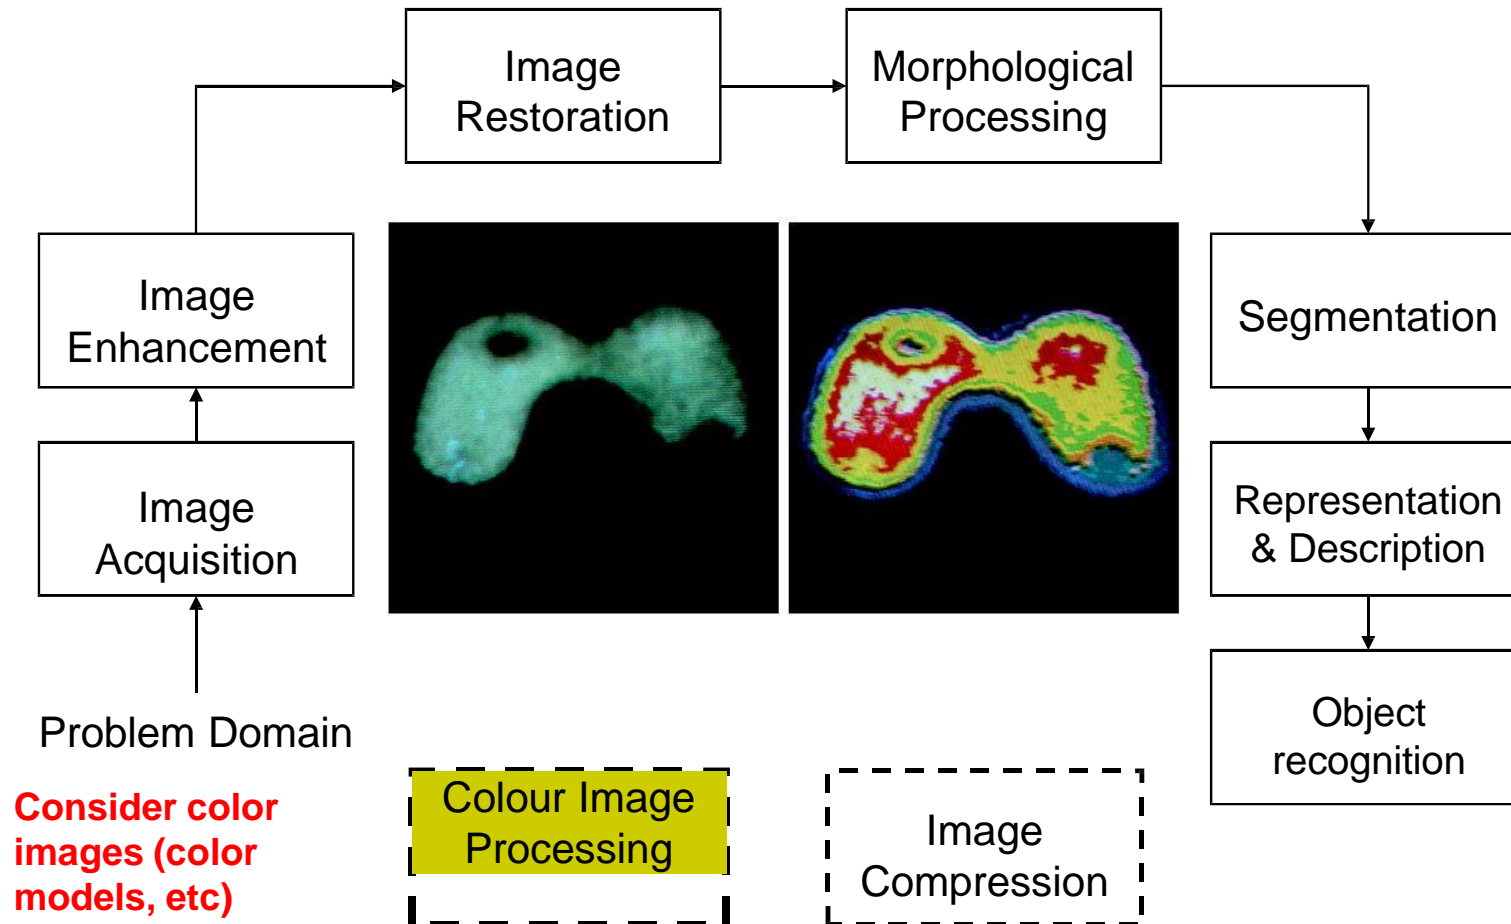 Image
Restoration
Morphological
Processing
Image
Enhancement
Segmentation
Image
Acquisition
Representation
& Description
Problem Domain
Object
recognition
Consider color
images (color
models, etc)
Colour Image
Processing
Image
Compression